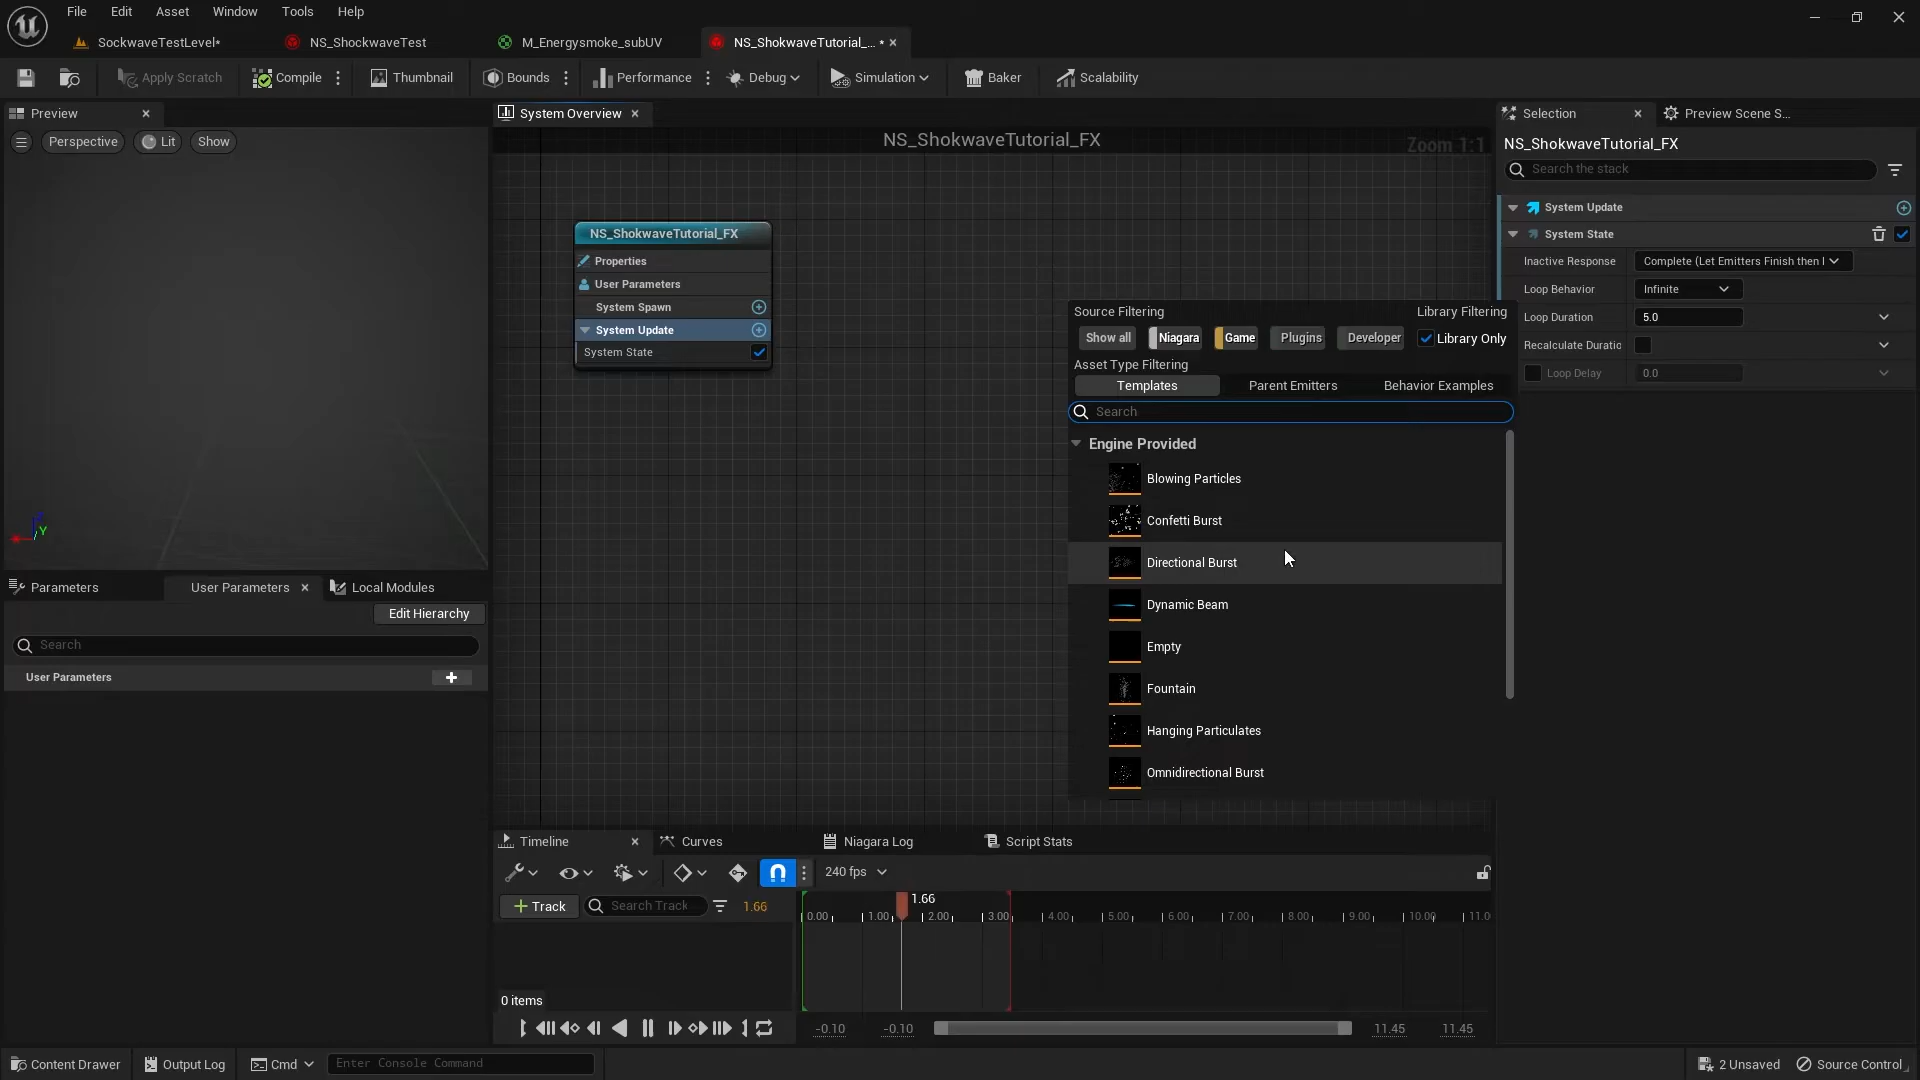 File Edit Asset Window Tools Help
SockwaveTestLevel* NS_ShockwaveTest M_Energysmoke_subUV NS_ShokwaveTutorial_... *
Apply Scratch Compile Thumbnail Bounds Performance Debug Simulation Baker Scalability
Preview System Overview Selection Preview Scene S...
Perspective Lit Show
NS_ShokwaveTutorial_FX
Zoom 1:1
NS_ShokwaveTutorial_FX
Search the stack
System Update
System State
Inactive Response Complete (Let Emitters Finish then
Loop Behavior Infinite
Loop Duration 5.0
Recalculate Duratic
Loop Delay 0.0
NS_ShokwaveTutorial_FX
Properties
User Parameters
System Spawn
System Update
System State
Source Filtering Library Filtering
Show all Niagara Game Plugins Developer Library Only
Asset Type Filtering
Templates Parent Emitters Behavior Examples
Search
Engine Provided
Blowing Particles
Confetti Burst
Directional Burst
Dynamic Beam
Empty
Fountain
Hanging Particulates
Omnidirectional Burst
Y
Parameters User Parameters Local Modules
Edit Hierarchy
Search
User Parameters
Timeline Curves Niagara Log Script Stats
240 fps
Track Search Track 1.66
1.66
0.00 1.00 2.00 3.00 4.00 5.00 6.00 7.00 8.00 9.00 10.00 11.0
0 items
-0.10 -0.10 11.45 11.45
Content Drawer Output Log Cmd Enter Console Command 2 Unsaved Source Control